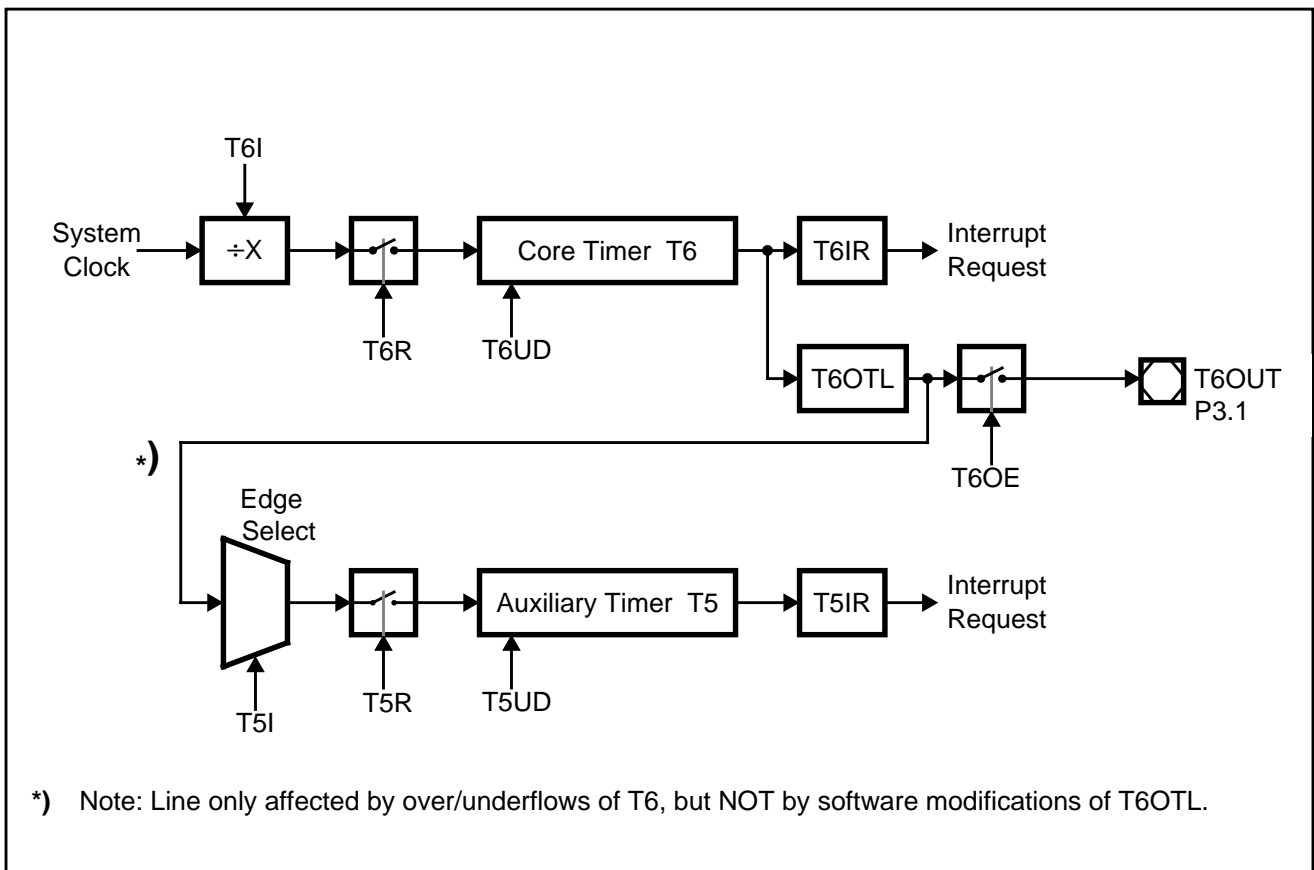 T6I
System
Clock
÷X
Core Timer T6
T6IR
Interrupt
Request
T6R
T6UD
T6OTL
T6OUT
P3.1
T6OE
*)
Edge
Select
Auxiliary Timer T5
T5IR
Interrupt
Request
T5I
T5R
T5UD
*) Note: Line only affected by over/underflows of T6, but NOT by software modifications of T6OTL.